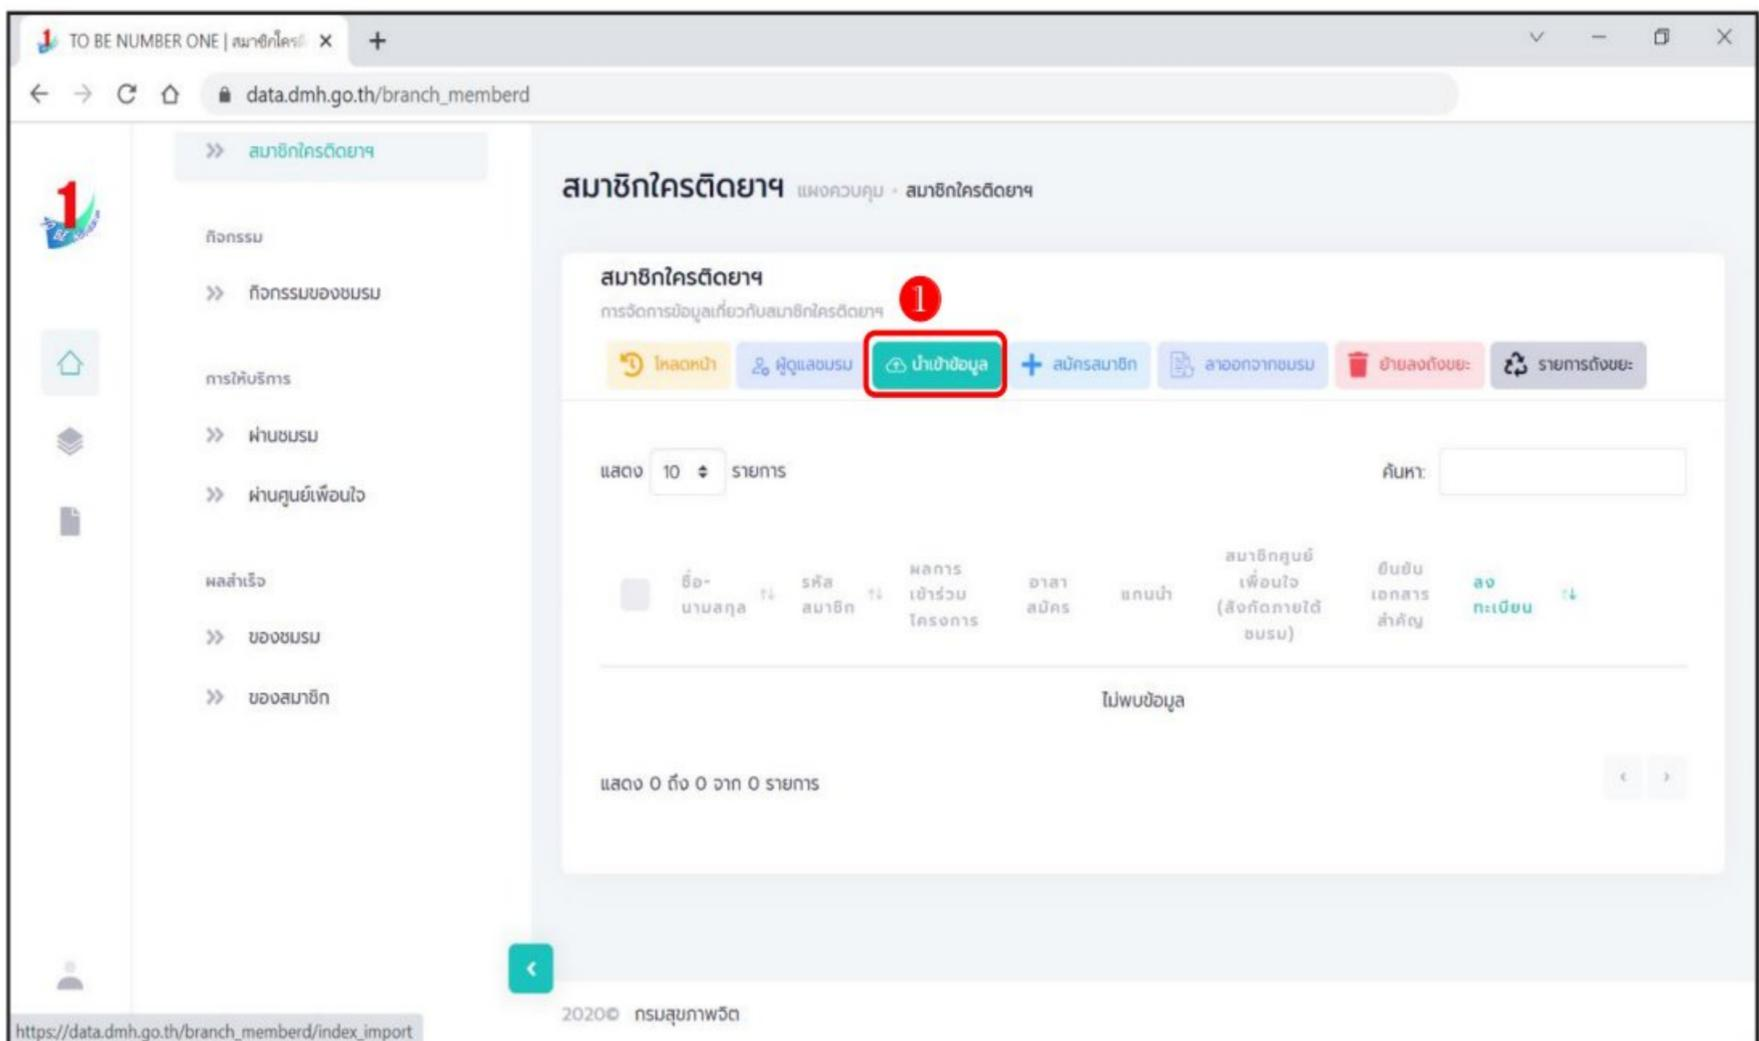 TO BE NUMBER ONE | สมาชิกใครติ
data.dmh.go.th/branch_memberd
สมาชิกใครติดยาฯ
กิจกรรม
กิจกรรมของชมรม
การให้บริการ
ผ่านชมรม
ผ่านศูนย์เพื่อนใจ
ผลสำเร็จ
ของชมรม
ของสมาชิก
สมาชิกใครติดยาฯ แผงควบคุม - สมาชิกใครติดยาฯ
สมาชิกใครติดยาฯ
การจัดการข้อมูลเกี่ยวกับสมาชิกใครติดยาฯ
1
โหลดหน้า ผู้ดูแลชมรม นำเข้าข้อมูล สมัครสมาชิก ลาออกจากชมรม ย้ายลงถังขยะ รายการถังขยะ
แสดง 10 รายการ ค้นหา:
ชื่อ-
นามสกุล
รหัส
สมาชิก
ผลการ
เข้าร่วม
โครงการ
อาสา
สมัคร
แกนนำ
สมาชิกศูนย์
เพื่อนใจ
(สังกัดภายใต้
ชมรม)
ยืนยัน
เอกสาร
สำคัญ
ลง
ทะเบียน
ไม่พบข้อมูล
แสดง 0 ถึง 0 จาก 0 รายการ
2020© กรมสุขภาพจิต
https://data.dmh.go.th/branch_memberd/index_import